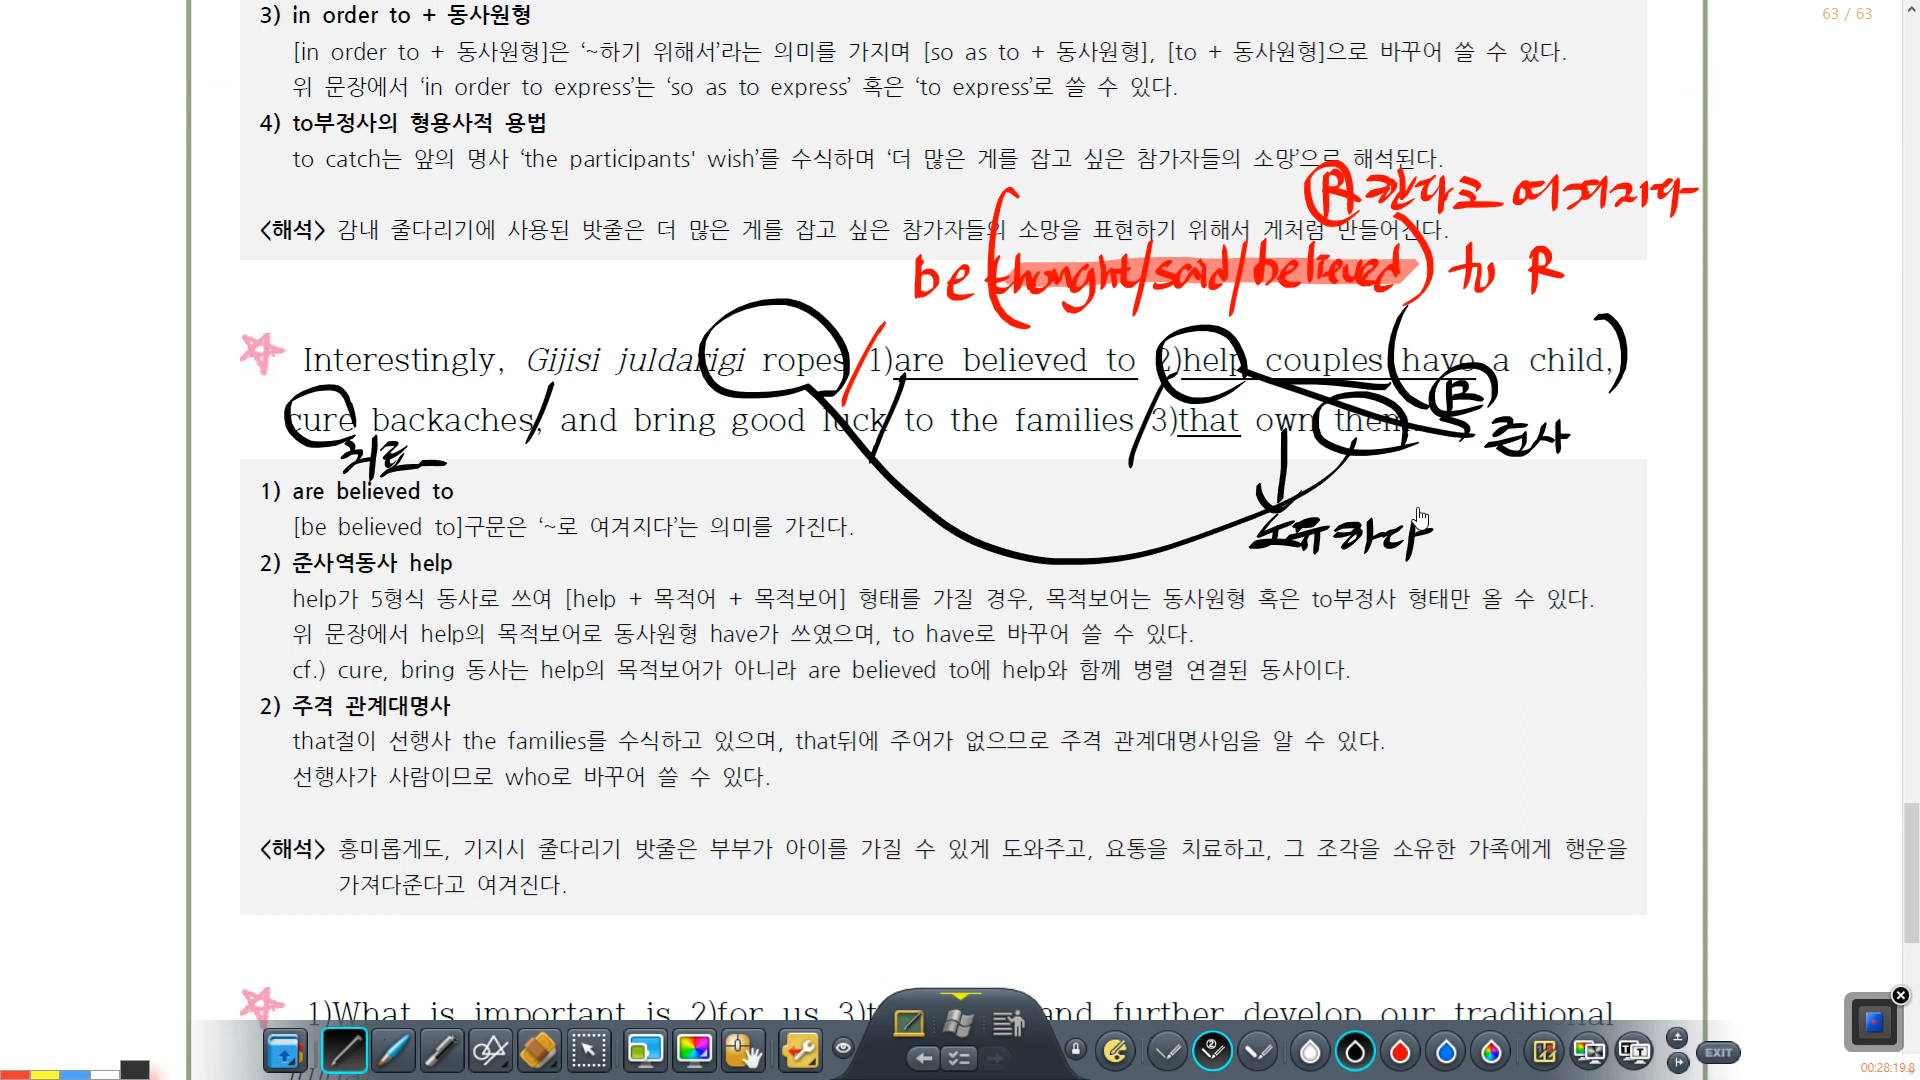 63 / 63
3) in order to + 동사원형
[in order to + 동사원형]은 ‘~하기 위해서’라는 의미를 가지며 [so as to + 동사원형], [to + 동사원형]으로 바꾸어 쓸 수 있다.
위 문장에서 ‘in order to express’는 ‘so as to express’ 혹은 ‘to express’로 쓸 수 있다.
4) to부정사의 형용사적 용법
to catch는 앞의 명사 ‘the participants' wish’를 수식하며 ‘더 많은 게를 잡고 싶은 참가자들의 소망’으로 해석된다.
R 한다고 여겨지다
<해석> 감내 줄다리기에 사용된 밧줄은 더 많은 게를 잡고 싶은 참가자들의 소망을 표현하기 위해서 게처럼 만들어진다.
be (thought/said/believed) to R
Interestingly, Gijisi juldarigi ropes 1)are believed to 2)help couples have a child,
R
cure backaches, and bring good luck to the families 3)that own them.
치료
준사
1) are believed to
[be believed to]구문은 ‘~로 여겨지다’는 의미를 가진다.
소유하다
2) 준사역동사 help
help가 5형식 동사로 쓰여 [help + 목적어 + 목적보어] 형태를 가질 경우, 목적보어는 동사원형 혹은 to부정사 형태만 올 수 있다.
위 문장에서 help의 목적보어로 동사원형 have가 쓰였으며, to have로 바꾸어 쓸 수 있다.
cf.) cure, bring 동사는 help의 목적보어가 아니라 are believed to에 help와 함께 병렬 연결된 동사이다.
2) 주격 관계대명사
that절이 선행사 the families를 수식하고 있으며, that뒤에 주어가 없으므로 주격 관계대명사임을 알 수 있다.
선행사가 사람이므로 who로 바꾸어 쓸 수 있다.
<해석> 흥미롭게도, 기지시 줄다리기 밧줄은 부부가 아이를 가질 수 있게 도와주고, 요통을 치료하고, 그 조각을 소유한 가족에게 행운을
가져다준다고 여겨진다.
1)What is important is 2)for us and further develop our traditional
EXIT
00:28:19.8